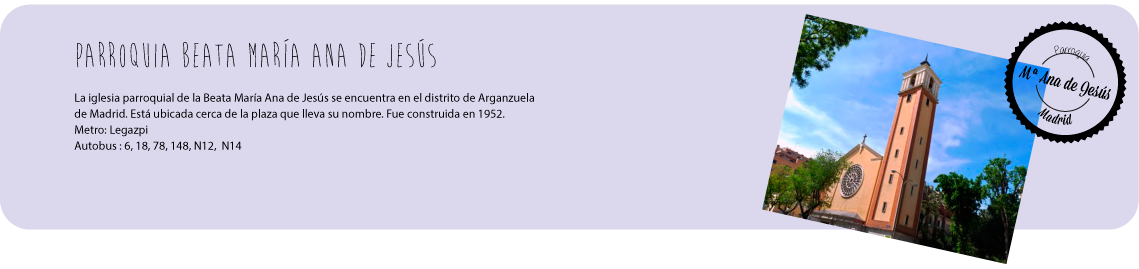 PARROQUIA BEATA MARÍA ANA DE JESÚS
La iglesia parroquial de la Beata María Ana de Jesús se encuentra en el distrito de Arganzuela
de Madrid. Está ubicada cerca de la plaza que lleva su nombre. Fue construida en 1952.
Metro: Legazpi
Autobus : 6, 18, 78, 148, N12, N14
Parroquia
Mª Ana de Jesús
Madrid